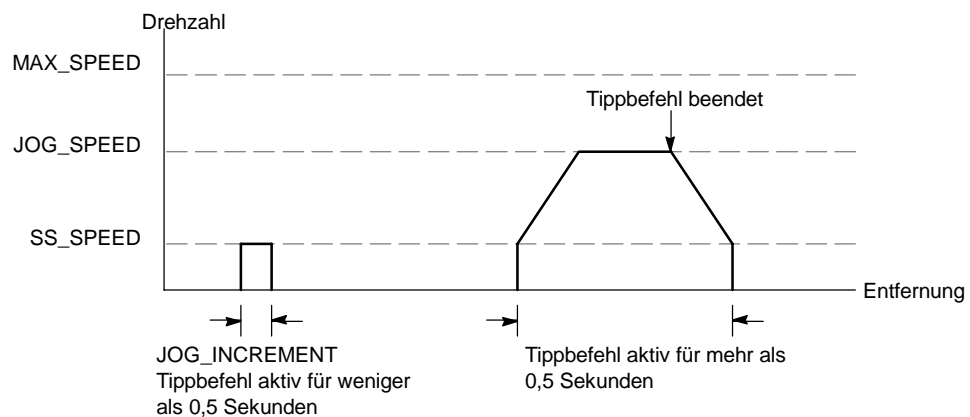 Drehzahl
MAX_SPEED
Tippbefehl beendet
JOG_SPEED
SS_SPEED
Entfernung
JOG_INCREMENT
Tippbefehl aktiv für weniger
als 0,5 Sekunden
Tippbefehl aktiv für mehr als
0,5 Sekunden